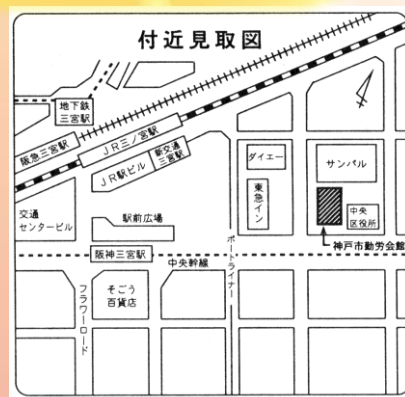 付近見取図
地下鉄
三宮駅
阪急三宮駅
JR三ノ宮駅
新交通
三宮駅
JR駅ビル
ダイエー
サンパル
東急イン
中央
区役所
交通
センタービル
駅前広場
神戸市勤労会館
阪神三宮駅
中央幹線
ポートライナー
フラワーロード
そごう
百貨店